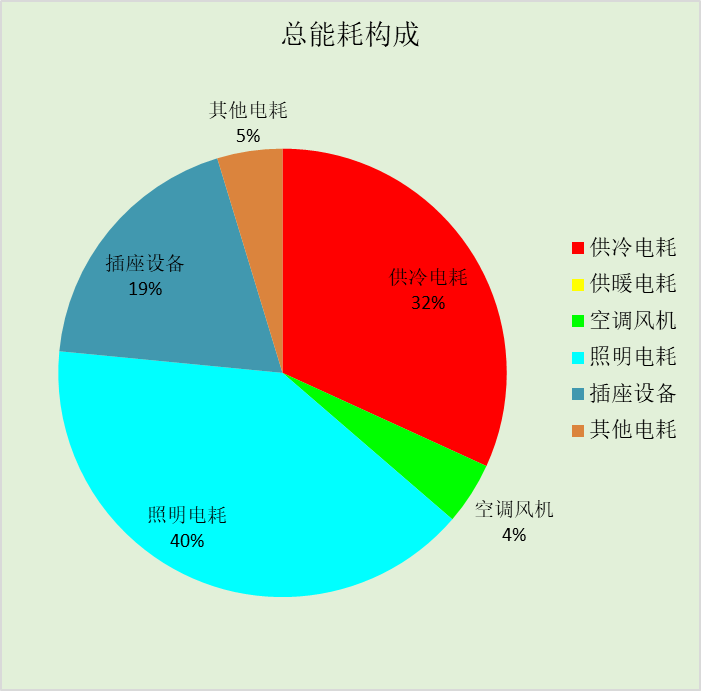 总能耗构成
其他电耗
5%
供冷电耗
32%
插座设备
19%
照明电耗
40%
空调风机
4%
供冷电耗
供暖电耗
空调风机
照明电耗
插座设备
其他电耗